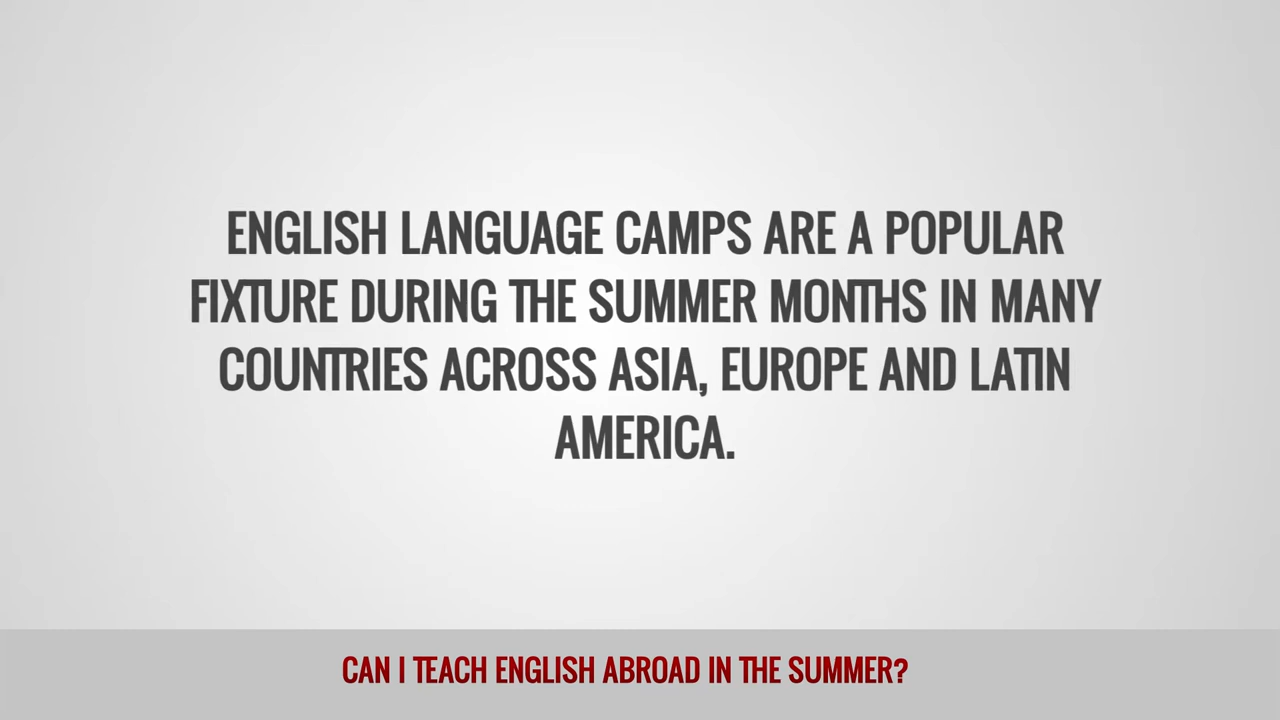 ENGLISH LANGUAGE CAMPS ARE A POPULAR
FIXTURE DURING THE SUMMER MONTHS IN MANY
COUNTRIES ACROSS ASIA, EUROPE AND LATIN
AMERICA.
CAN I TEACH ENGLISH ABROAD IN THE SUMMER?